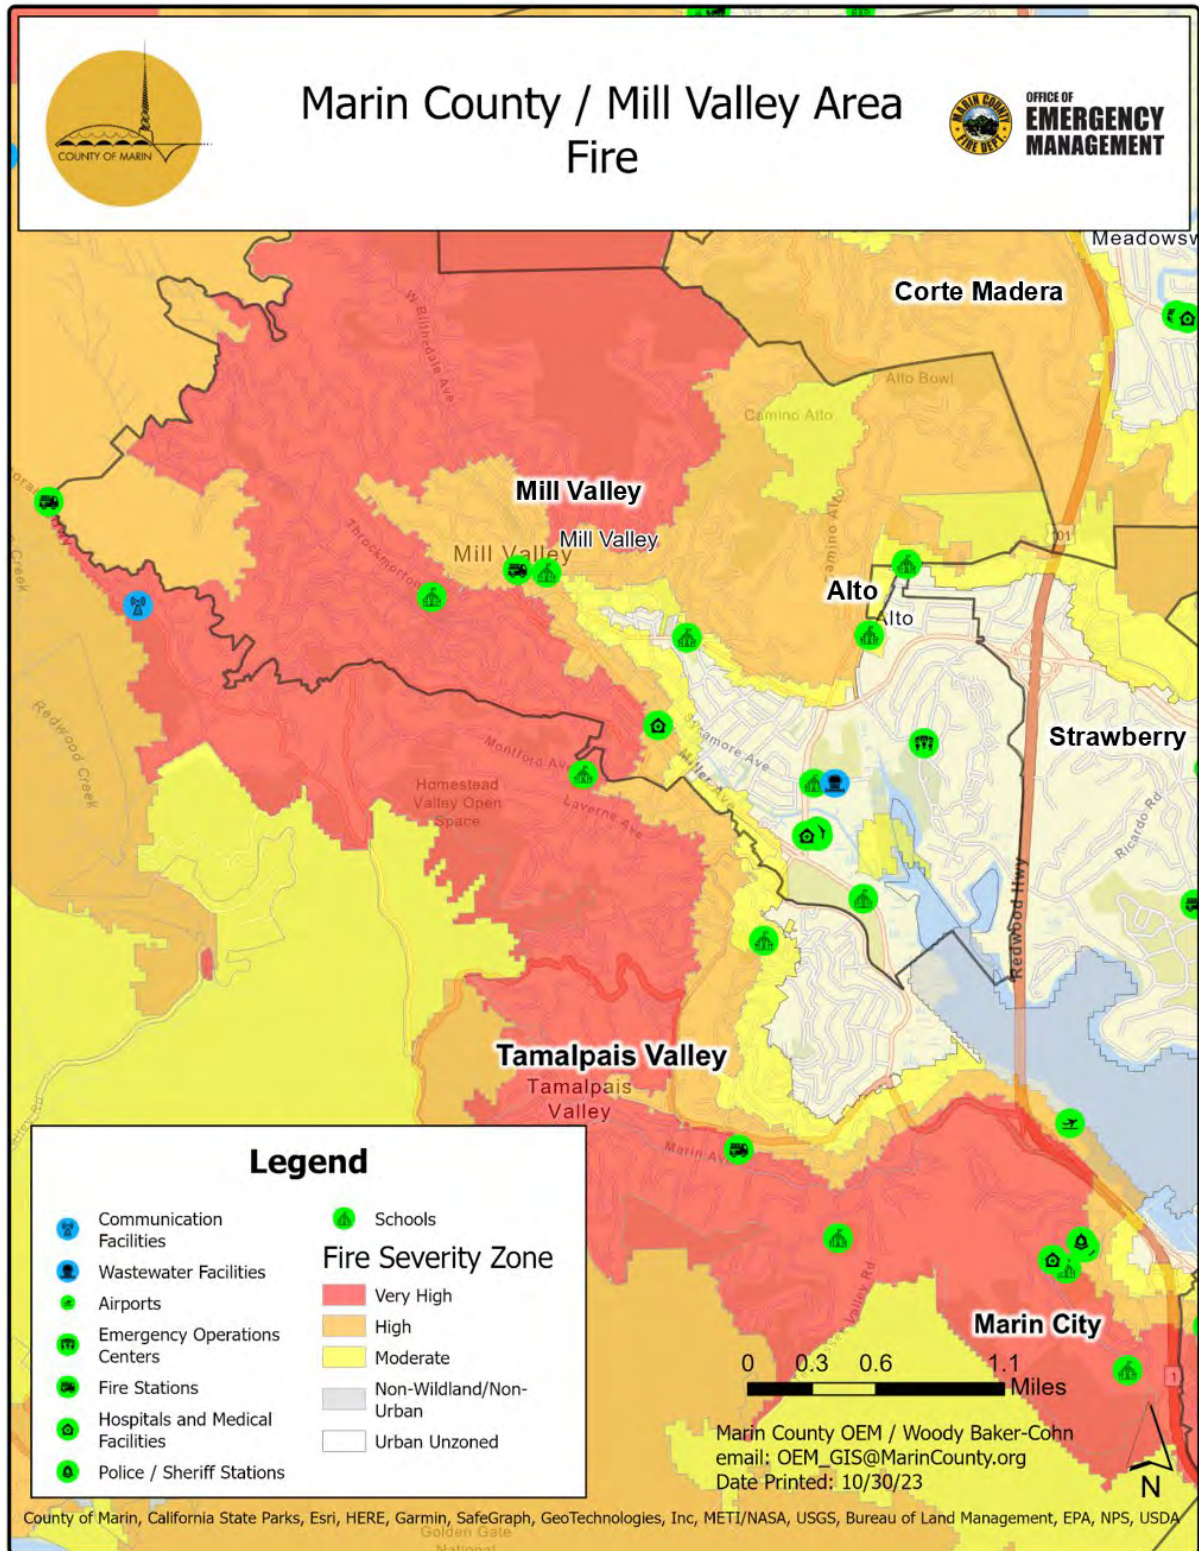 Marin County / Mill Valley Area
Fire
COUNTY OF MARIN
MARIN COUNTY
FIRE DEPT.
OFFICE OF
EMERGENCY
MANAGEMENT
Corte Madera
W Blithedale Ave
Alto Bowl
Camino Alto
Camino Alto
Mill Valley
Mill Valley
Mill Valley
Throckmorton
101
Alto
Alto
Creek
Redwood Creek
Sycamore Ave
Miller Ave
Strawberry
Montford Ave
Homestead
Valley Open
Space
Laverne Ave
Ricardo Rd
Redwood Hwy
Tamalpais Valley
Tamalpais
Valley
Marin Ave
Valley Rd
Marin City
1
0 0.3 0.6 1.1
Miles
Marin County OEM / Woody Baker-Cohn
email: OEM_GIS@MarinCounty.org
Date Printed: 10/30/23
N
Legend
Communication
Facilities
Wastewater Facilities
Airports
Emergency Operations
Centers
Fire Stations
Hospitals and Medical
Facilities
Police / Sheriff Stations
Schools
Fire Severity Zone
Very High
High
Moderate
Non-Wildland/Non-
Urban
Urban Unzoned
County of Marin, California State Parks, Esri, HERE, Garmin, SafeGraph, GeoTechnologies, Inc, METI/NASA, USGS, Bureau of Land Management, EPA, NPS, USDA
Golden Gate
National